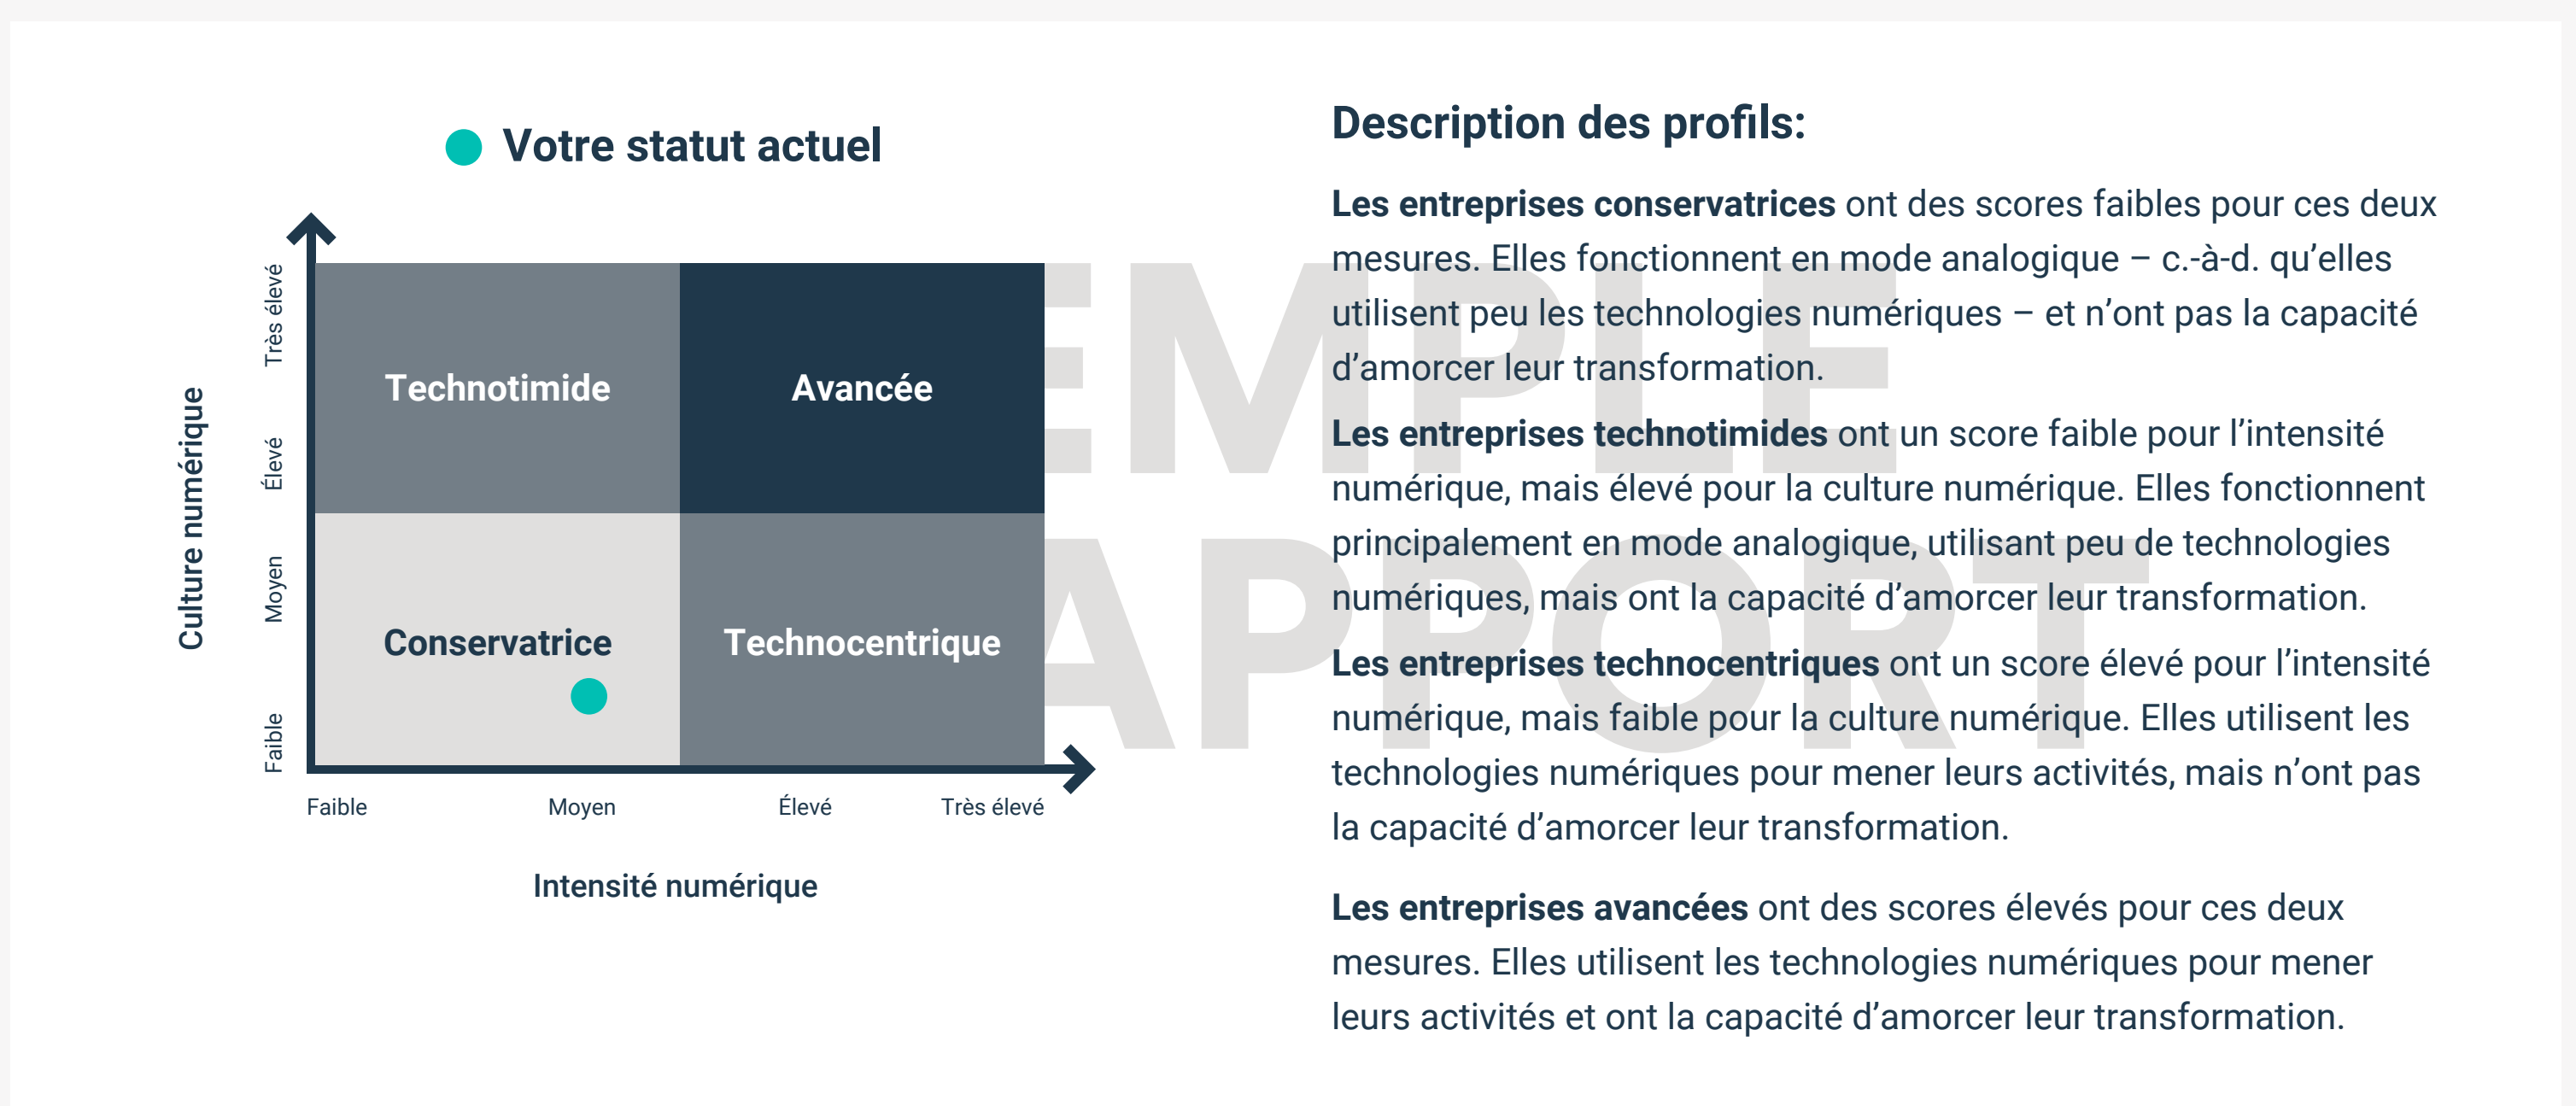 Votre statut actuel
Culture numérique
Très élevé
Élevé
Moyen
Faible
Technotimide
Avancée
Conservatrice
Technocentrique
Faible
Moyen
Élevé
Très élevé
Intensité numérique
EMPLE
APPORT
Description des profils:
Les entreprises conservatrices ont des scores faibles pour ces deux
mesures. Elles fonctionnent en mode analogique – c.-à-d. qu’elles
utilisent peu les technologies numériques – et n’ont pas la capacité
d’amorcer leur transformation.
Les entreprises technotimides ont un score faible pour l’intensité
numérique, mais élevé pour la culture numérique. Elles fonctionnent
principalement en mode analogique, utilisant peu de technologies
numériques, mais ont la capacité d’amorcer leur transformation.
Les entreprises technocentriques ont un score élevé pour l’intensité
numérique, mais faible pour la culture numérique. Elles utilisent les
technologies numériques pour mener leurs activités, mais n’ont pas
la capacité d’amorcer leur transformation.
Les entreprises avancées ont des scores élevés pour ces deux
mesures. Elles utilisent les technologies numériques pour mener
leurs activités et ont la capacité d’amorcer leur transformation.